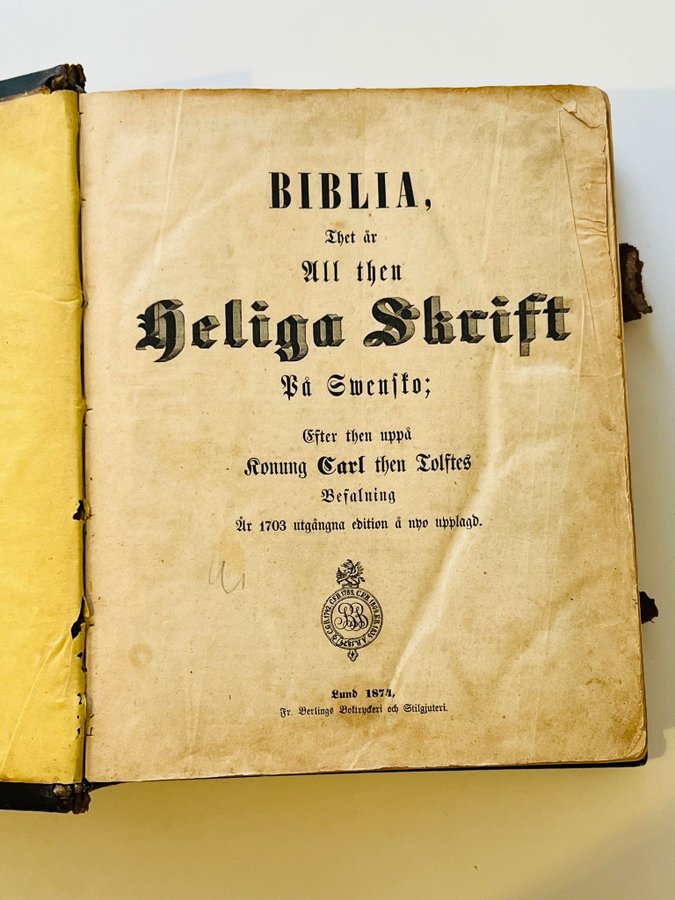 BIBLIA,
Thet är
All then
Heliga Skrift
På Swensko;
Efter then uppå
Konung Carl then Tolftes
Befalning
År 1703 utgångna edition å nyo upplagd.
Lund 1874,
Fr. Berlings Boktryckeri och Stilgjuteri.